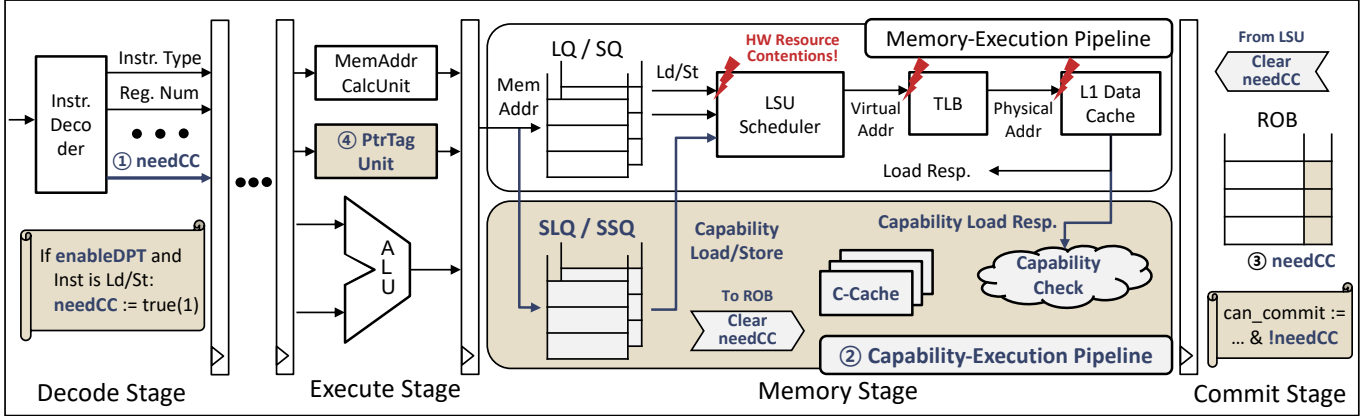 Instr. Type
Reg. Num
Instr.
Deco
der
① needCC
If enableDPT and
Inst is Ld/St:
needCC := true(1)
Decode Stage
MemAddr
CalcUnit
④ PtrTag
Unit
A
L
U
Execute Stage
Mem
Addr
LQ / SQ
Ld/St
HW Resource
Contentions!
Memory-Execution Pipeline
LSU
Scheduler
Virtual
Addr
TLB
Physical
Addr
L1 Data
Cache
Load Resp.
SLQ / SSQ
Capability
Load/Store
Capability Load Resp.
To ROB
Clear
needCC
C-Cache
Capability
Check
② Capability-Execution Pipeline
Memory Stage
From LSU
Clear
needCC
ROB
③ needCC
can_commit :=
... & !needCC
Commit Stage